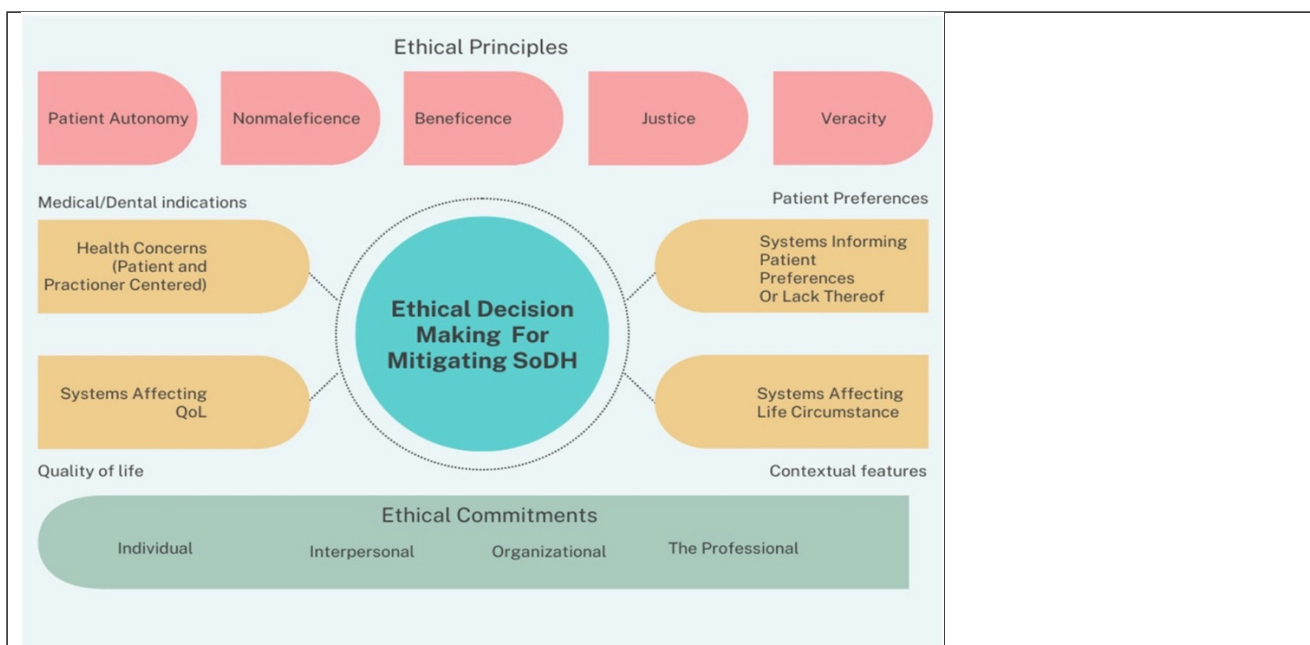 Ethical Principles
Patient Autonomy
Nonmaleficence
Beneficence
Justice
Veracity
Medical/Dental indications
Patient Preferences
Health Concerns
(Patient and
Practioner Centered)
Systems Informing
Patient
Preferences
Or Lack Thereof
Ethical Decision
Making For
Mitigating SoDH
Systems Affecting
QoL
Systems Affecting
Life Circumstance
Quality of life
Contextual features
Ethical Commitments
Individual
Interpersonal
Organizational
The Professional